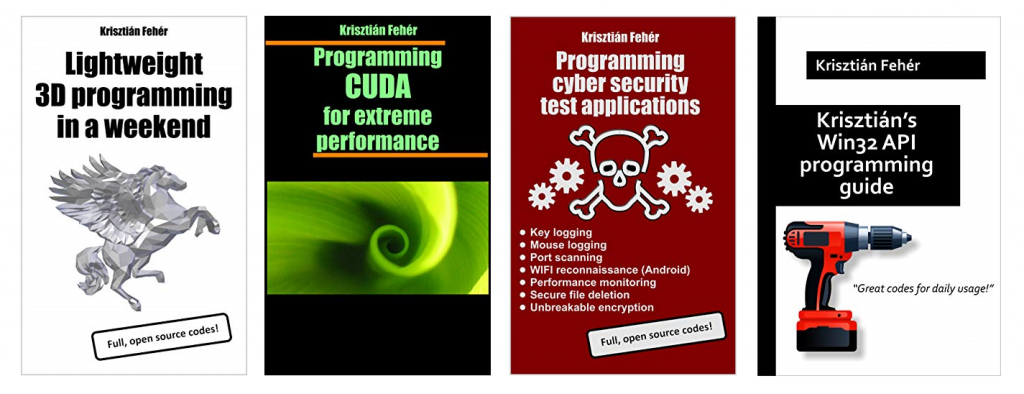 Krisztián Fehér
Lightweight
3D programming
in a weekend
Full, open source codes!
Krisztián Fehér
Programming
CUDA
for extreme
performance
Krisztián Fehér
Programming
cyber security
test applications
● Key logging
● Mouse logging
● Port scanning
● WIFI reconnaissance (Android)
● Performance monitoring
● Secure file deletion
● Unbreakable encryption
Full, open source codes!
Krisztián Fehér
Krisztián's
Win32 API
programming
guide
"Great codes for daily usage!"